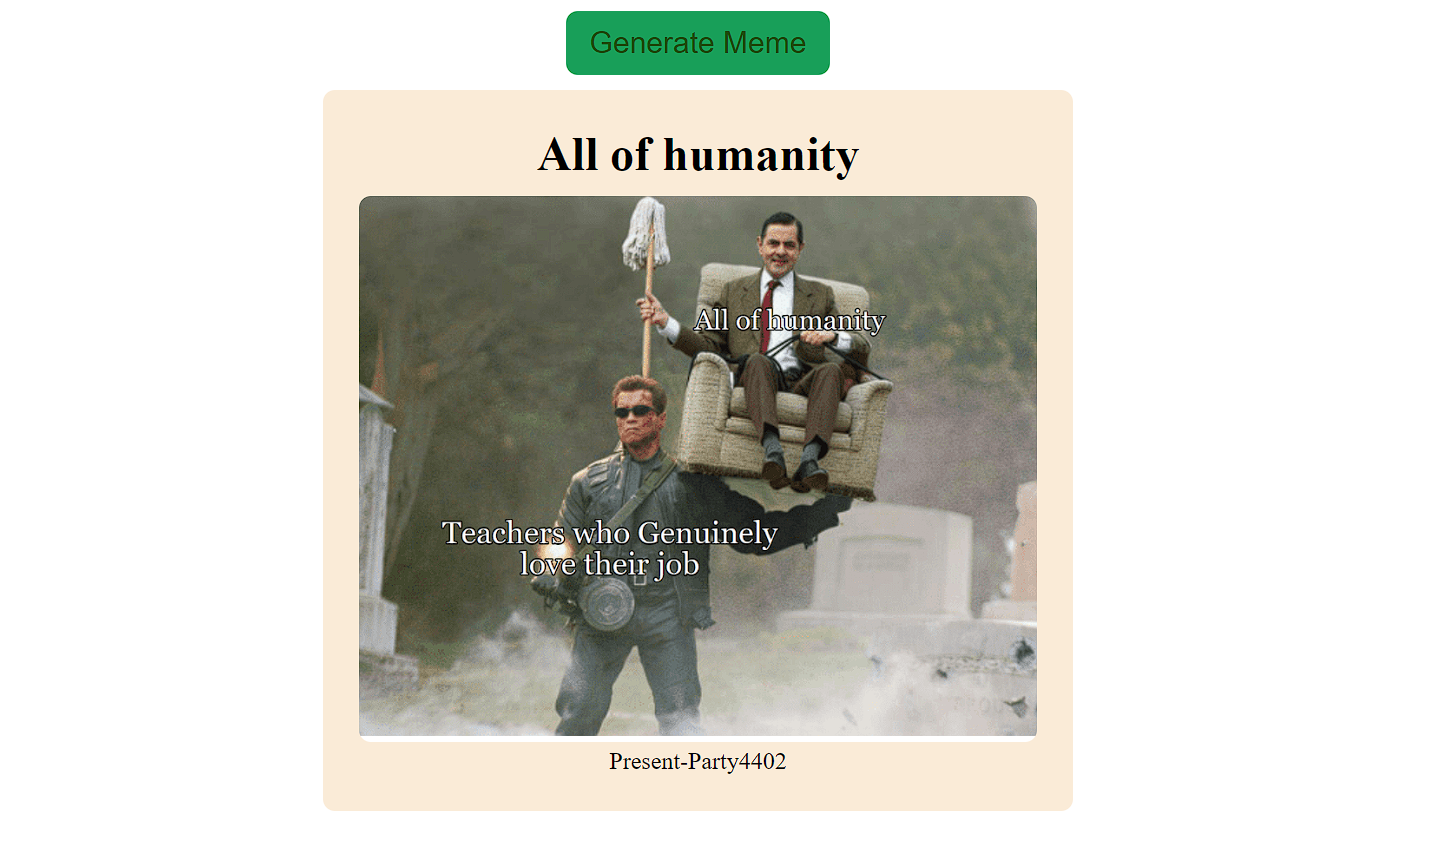 Generate Meme
All of humanity
All of humanity
Teachers who Genuinely
love their job
Present-Party4402